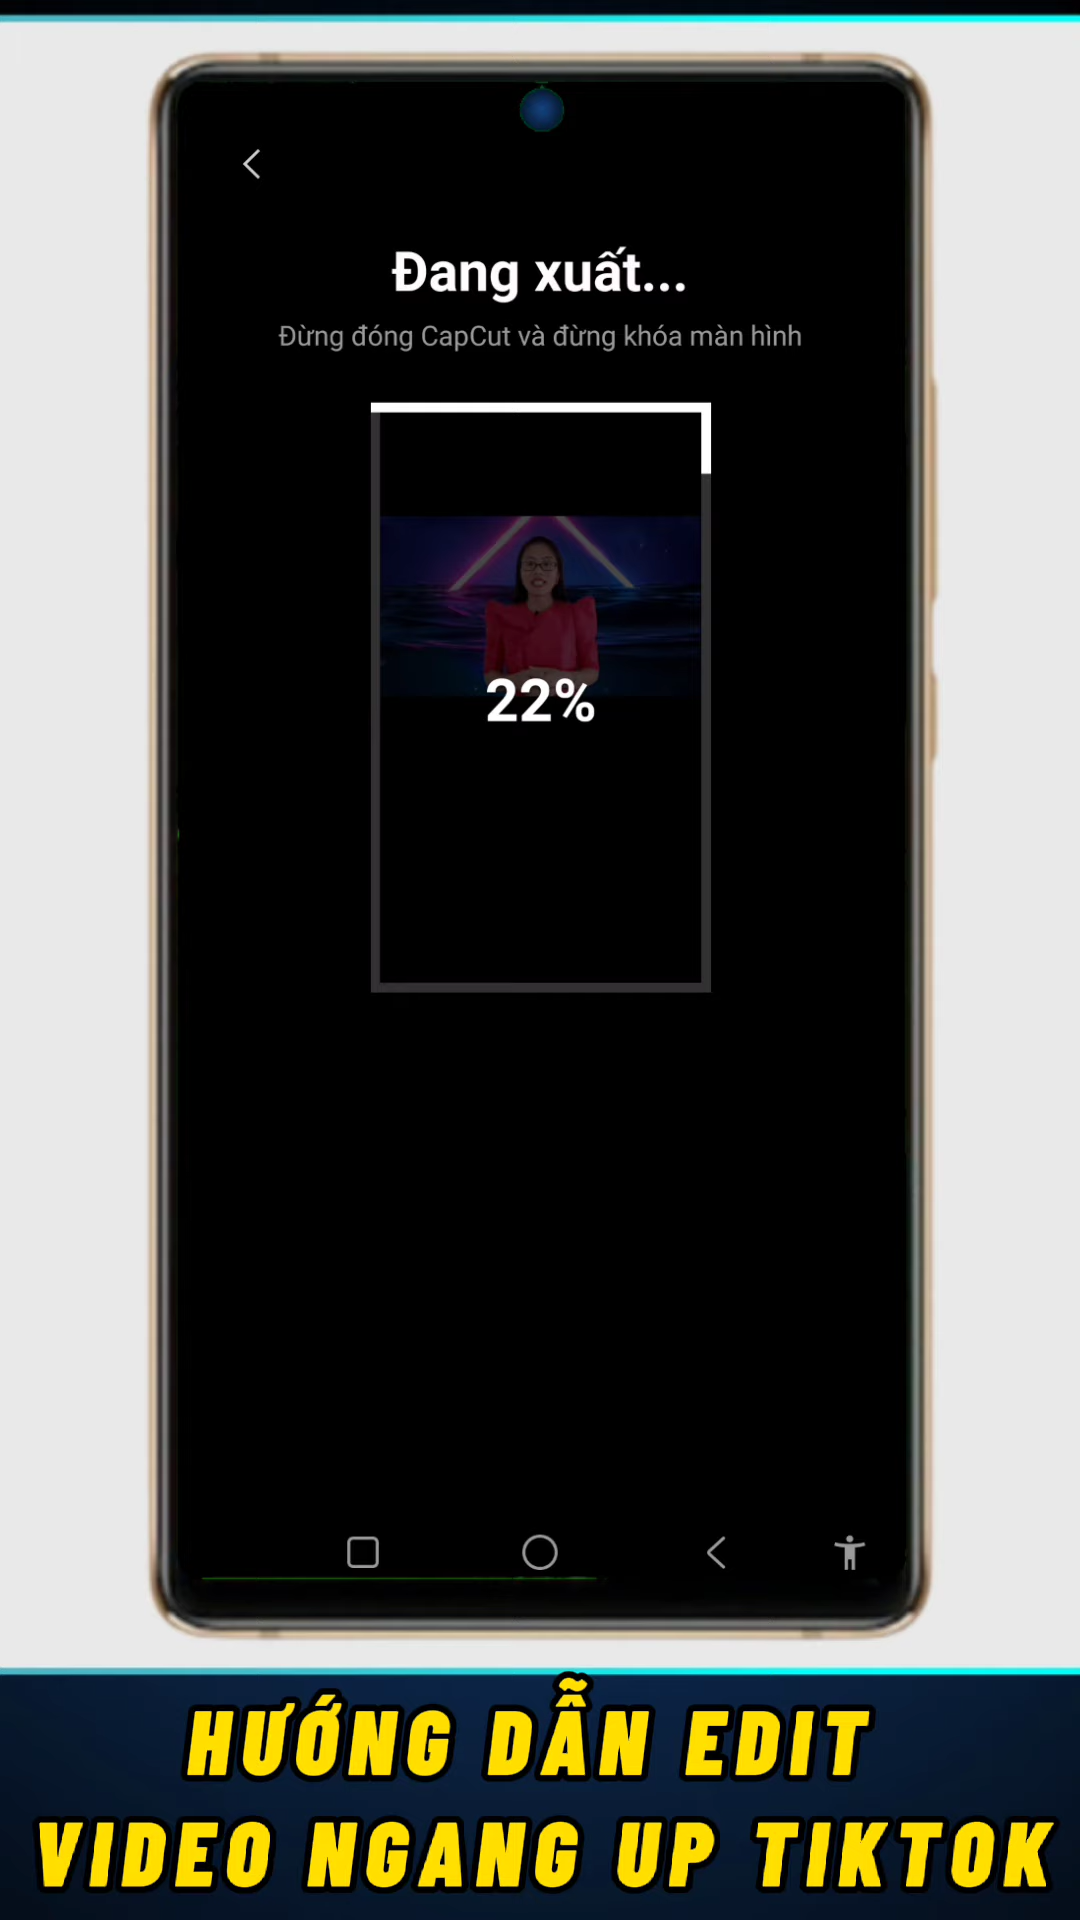 Đang xuất...
Đừng đóng CapCut và đừng khóa màn hình
22%
HƯỚNG DẪN EDIT
VIDEO NGANG UP TIKTOK